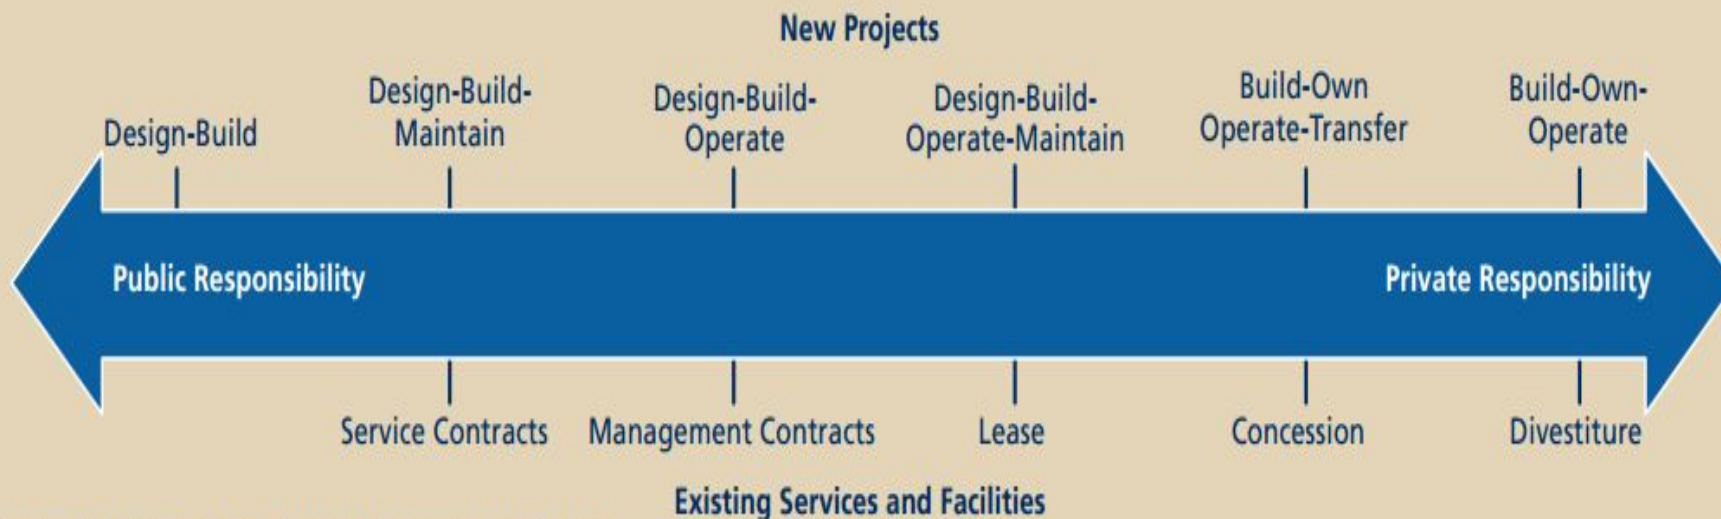 New Projects
Design-Build
Design-Build-
Maintain
Design-Build-
Operate
Design-Build-
Operate-Maintain
Build-Own
Operate-Transfer
Build-Own-
Operate
Public Responsibility
Private Responsibility
Service Contracts
Management Contracts
Lease
Concession
Divestiture
Existing Services and Facilities